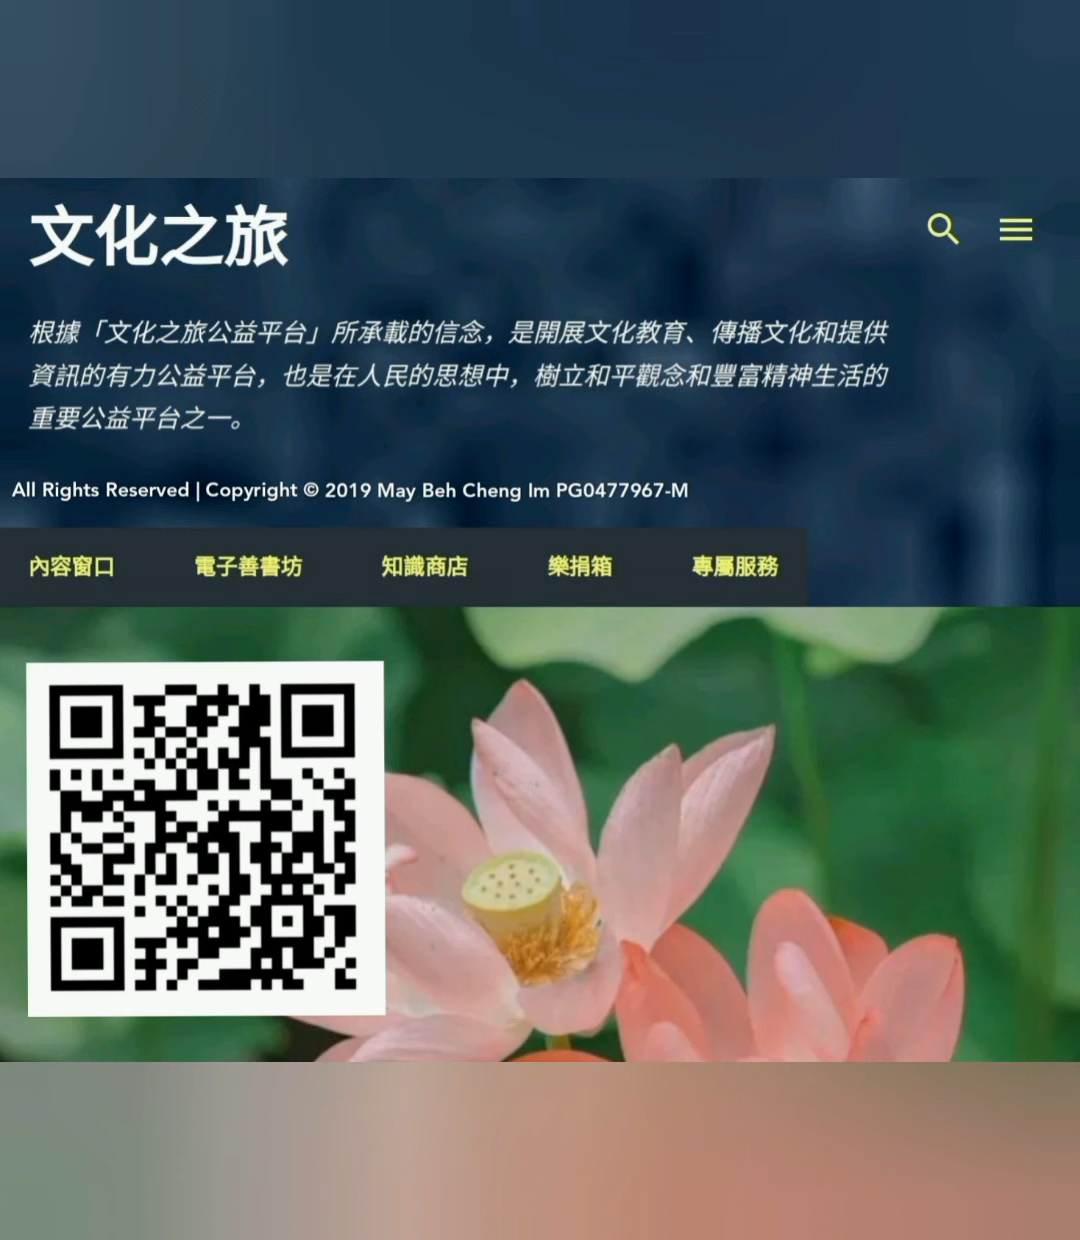 文化之旅
根據「文化之旅公益平台」所承載的信念，是開展文化教育、傳播文化和提供
資訊的有力公益平台，也是在人民的思想中，樹立和平觀念和豐富精神生活的
重要公益平台之一。
All Rights Reserved | Copyright © 2019 May Beh Cheng Im PG0477967-M
內容窗口 電子善書坊 知識商店 樂捐箱 專屬服務